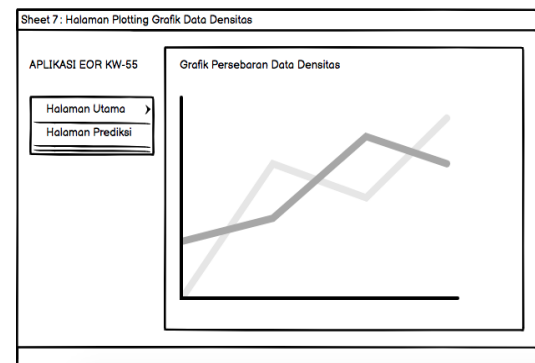 Sheet 7 : Halaman Plotting Grafik Data Densitas
APLIKASI EOR KW-55
Grafik Persebaran Data Densitas
Halaman Utama
Halaman Prediksi